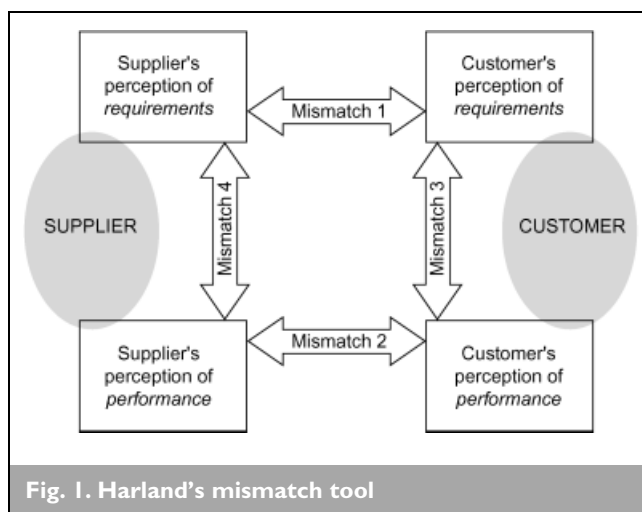 Supplier's
perception of
requirements
Customer's
perception of
requirements
Mismatch 1
Mismatch 4
Mismatch 3
SUPPLIER
CUSTOMER
Mismatch 2
Supplier's
perception of
performance
Customer's
perception of
performance
Fig. 1. Harland's mismatch tool